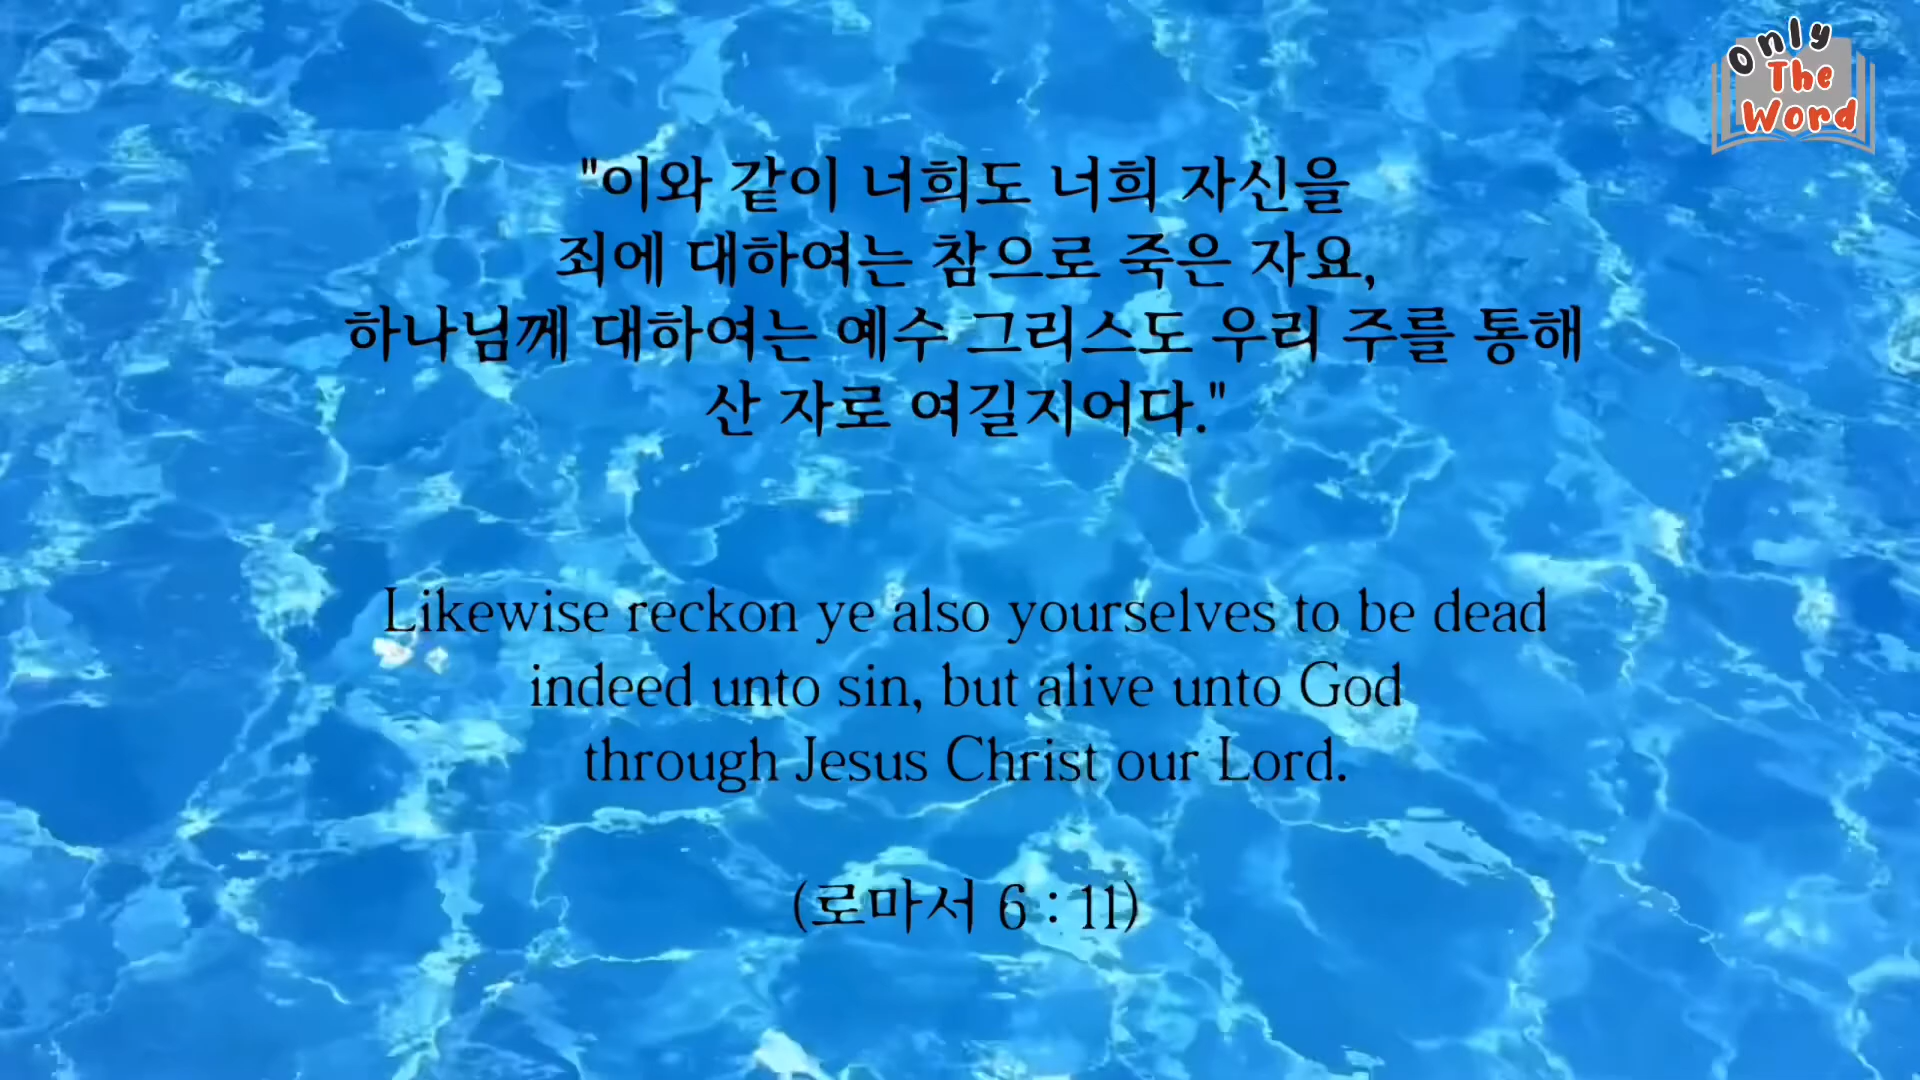 Only
The
Word
"이와 같이 너희도 너희 자신을
죄에 대하여는 참으로 죽은 자요,
하나님께 대하여는 예수 그리스도 우리 주를 통해
산 자로 여길지어다."
Likewise reckon ye also yourselves to be dead
indeed unto sin, but alive unto God
through Jesus Christ our Lord.
(로마서 6 : 11)